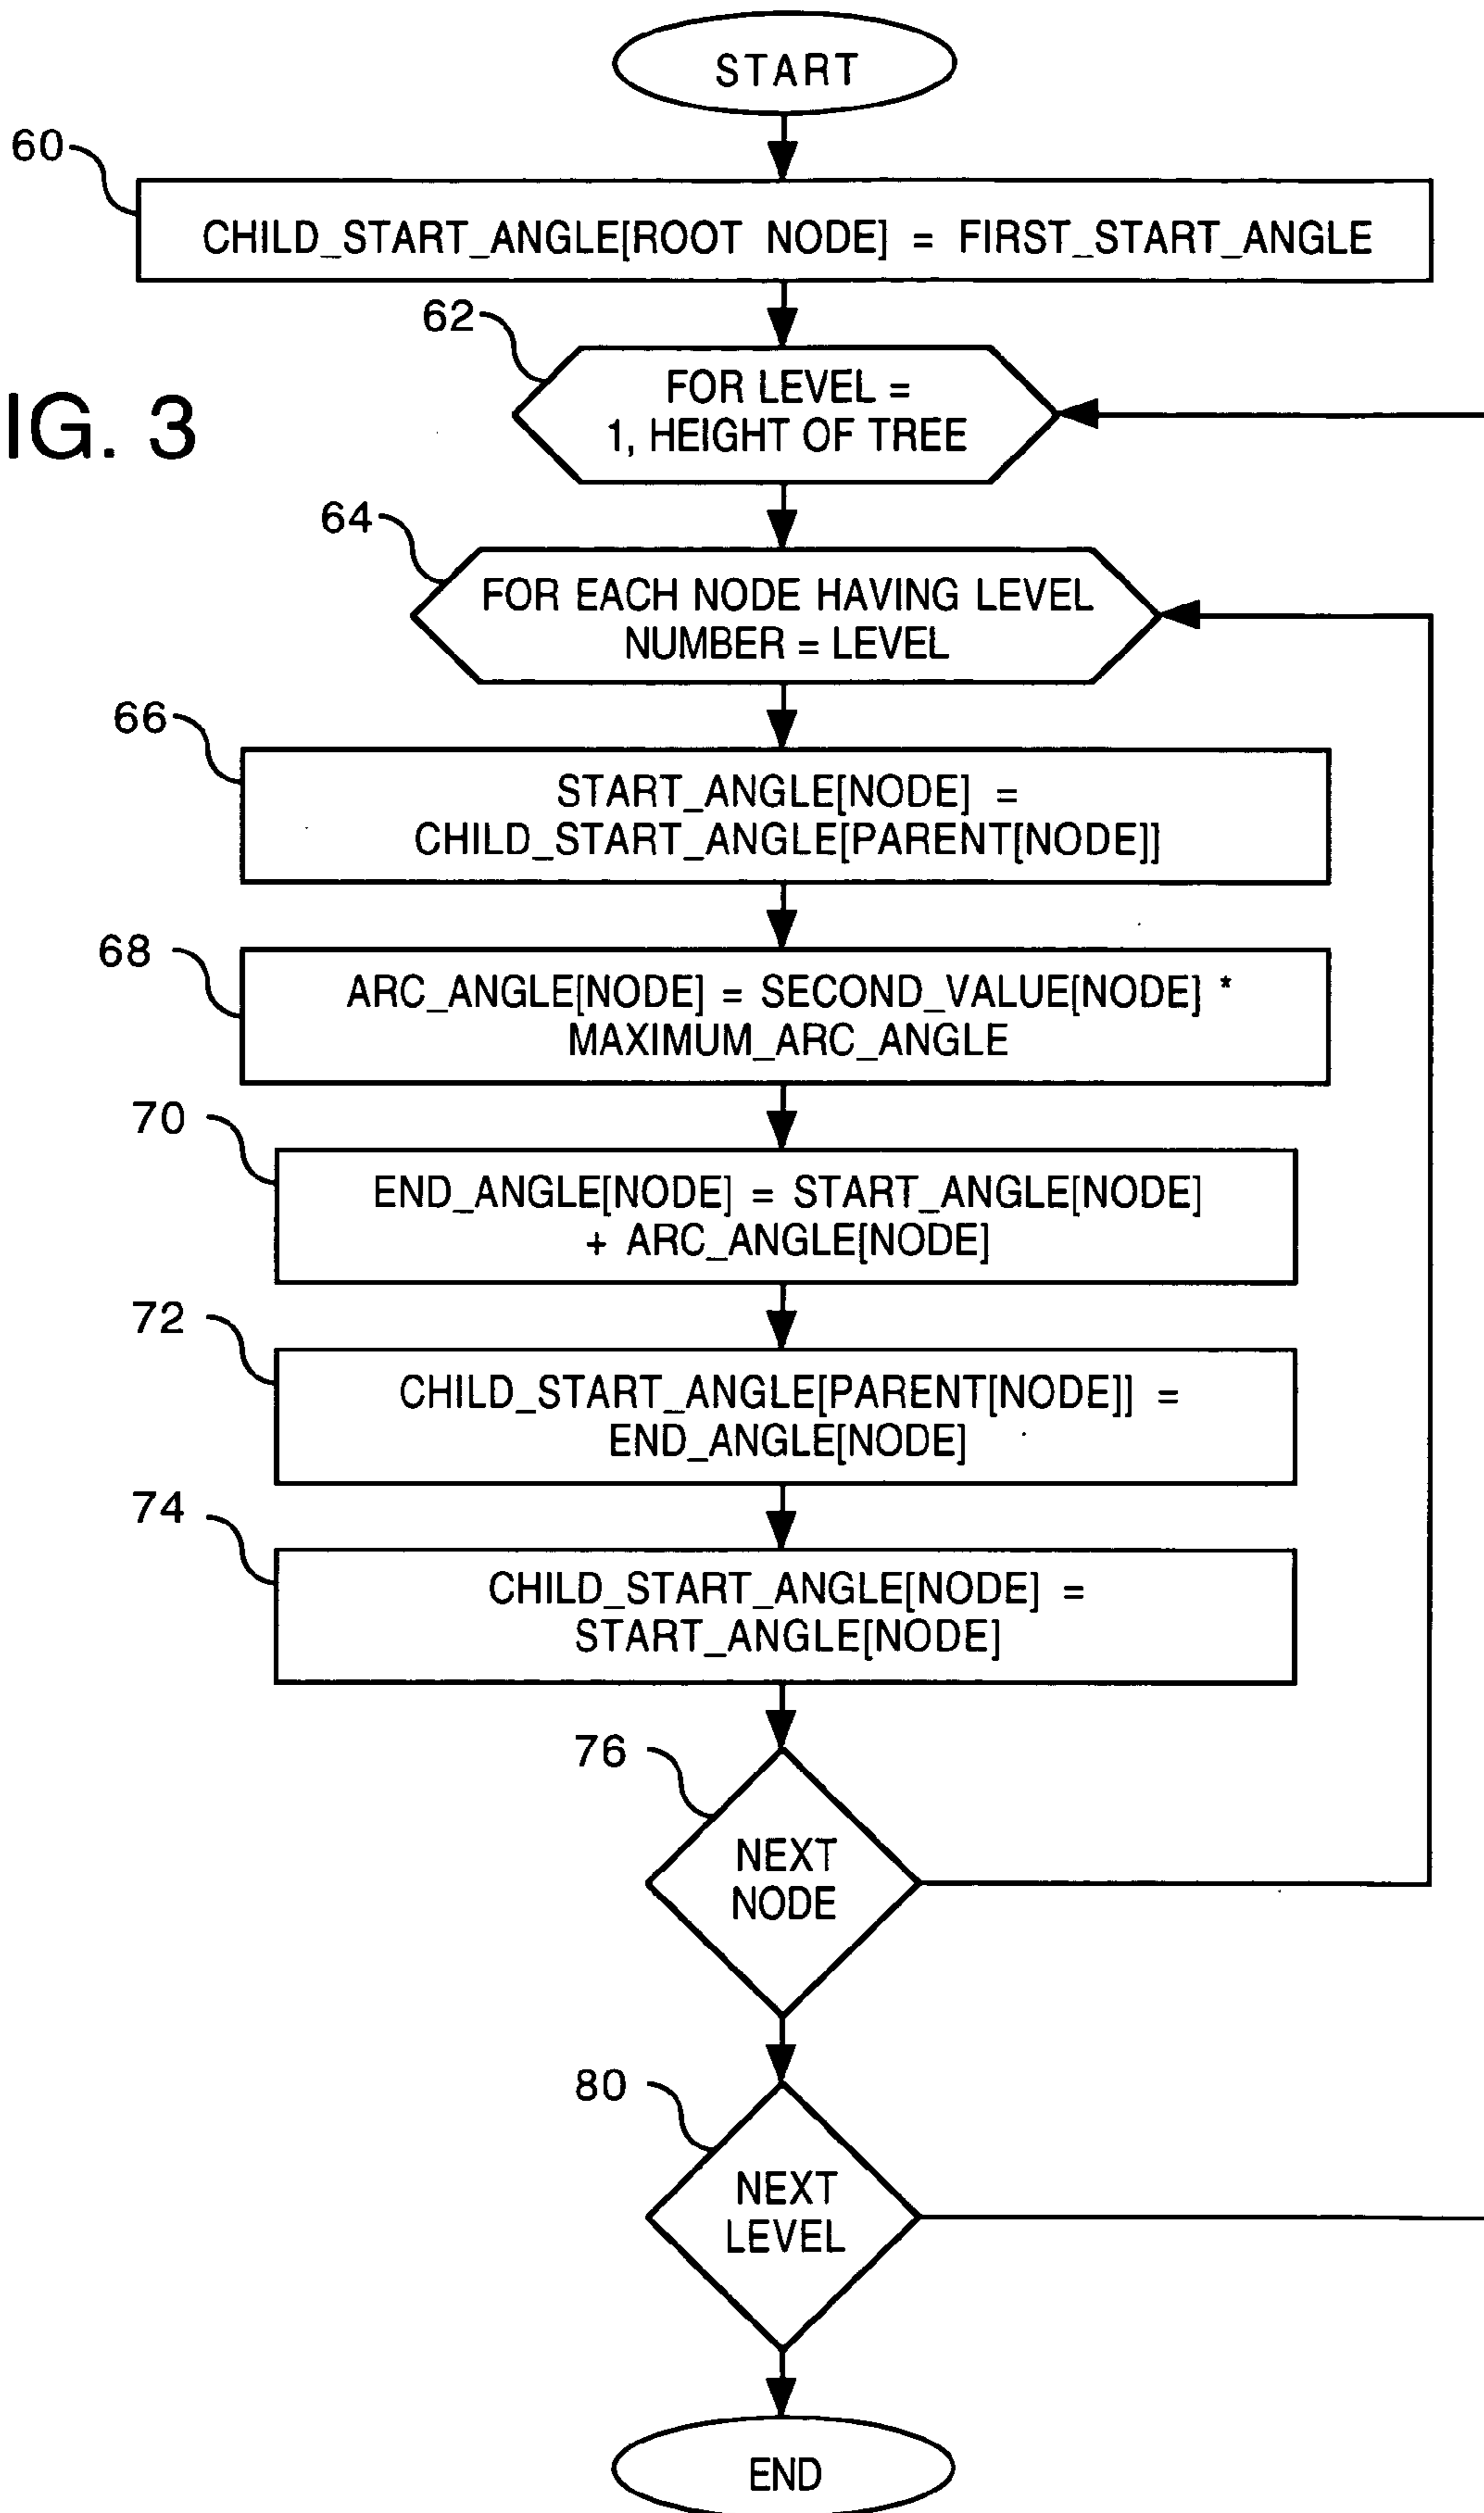 START
60
CHILD_START_ANGLE[ROOT NODE] = FIRST_START_ANGLE
62
FOR LEVEL =
1, HEIGHT OF TREE
IG. 3
64
FOR EACH NODE HAVING LEVEL
NUMBER = LEVEL
66
START_ANGLE[NODE] =
CHILD_START_ANGLE[PARENT[NODE]]
68
ARC_ANGLE[NODE] = SECOND_VALUE[NODE] *
MAXIMUM_ARC_ANGLE
70
END_ANGLE[NODE] = START_ANGLE[NODE]
+ ARC_ANGLE[NODE]
72
CHILD_START_ANGLE[PARENT[NODE]] =
END_ANGLE[NODE]
74
CHILD_START_ANGLE[NODE] =
START_ANGLE[NODE]
76
NEXT
NODE
80
NEXT
LEVEL
END